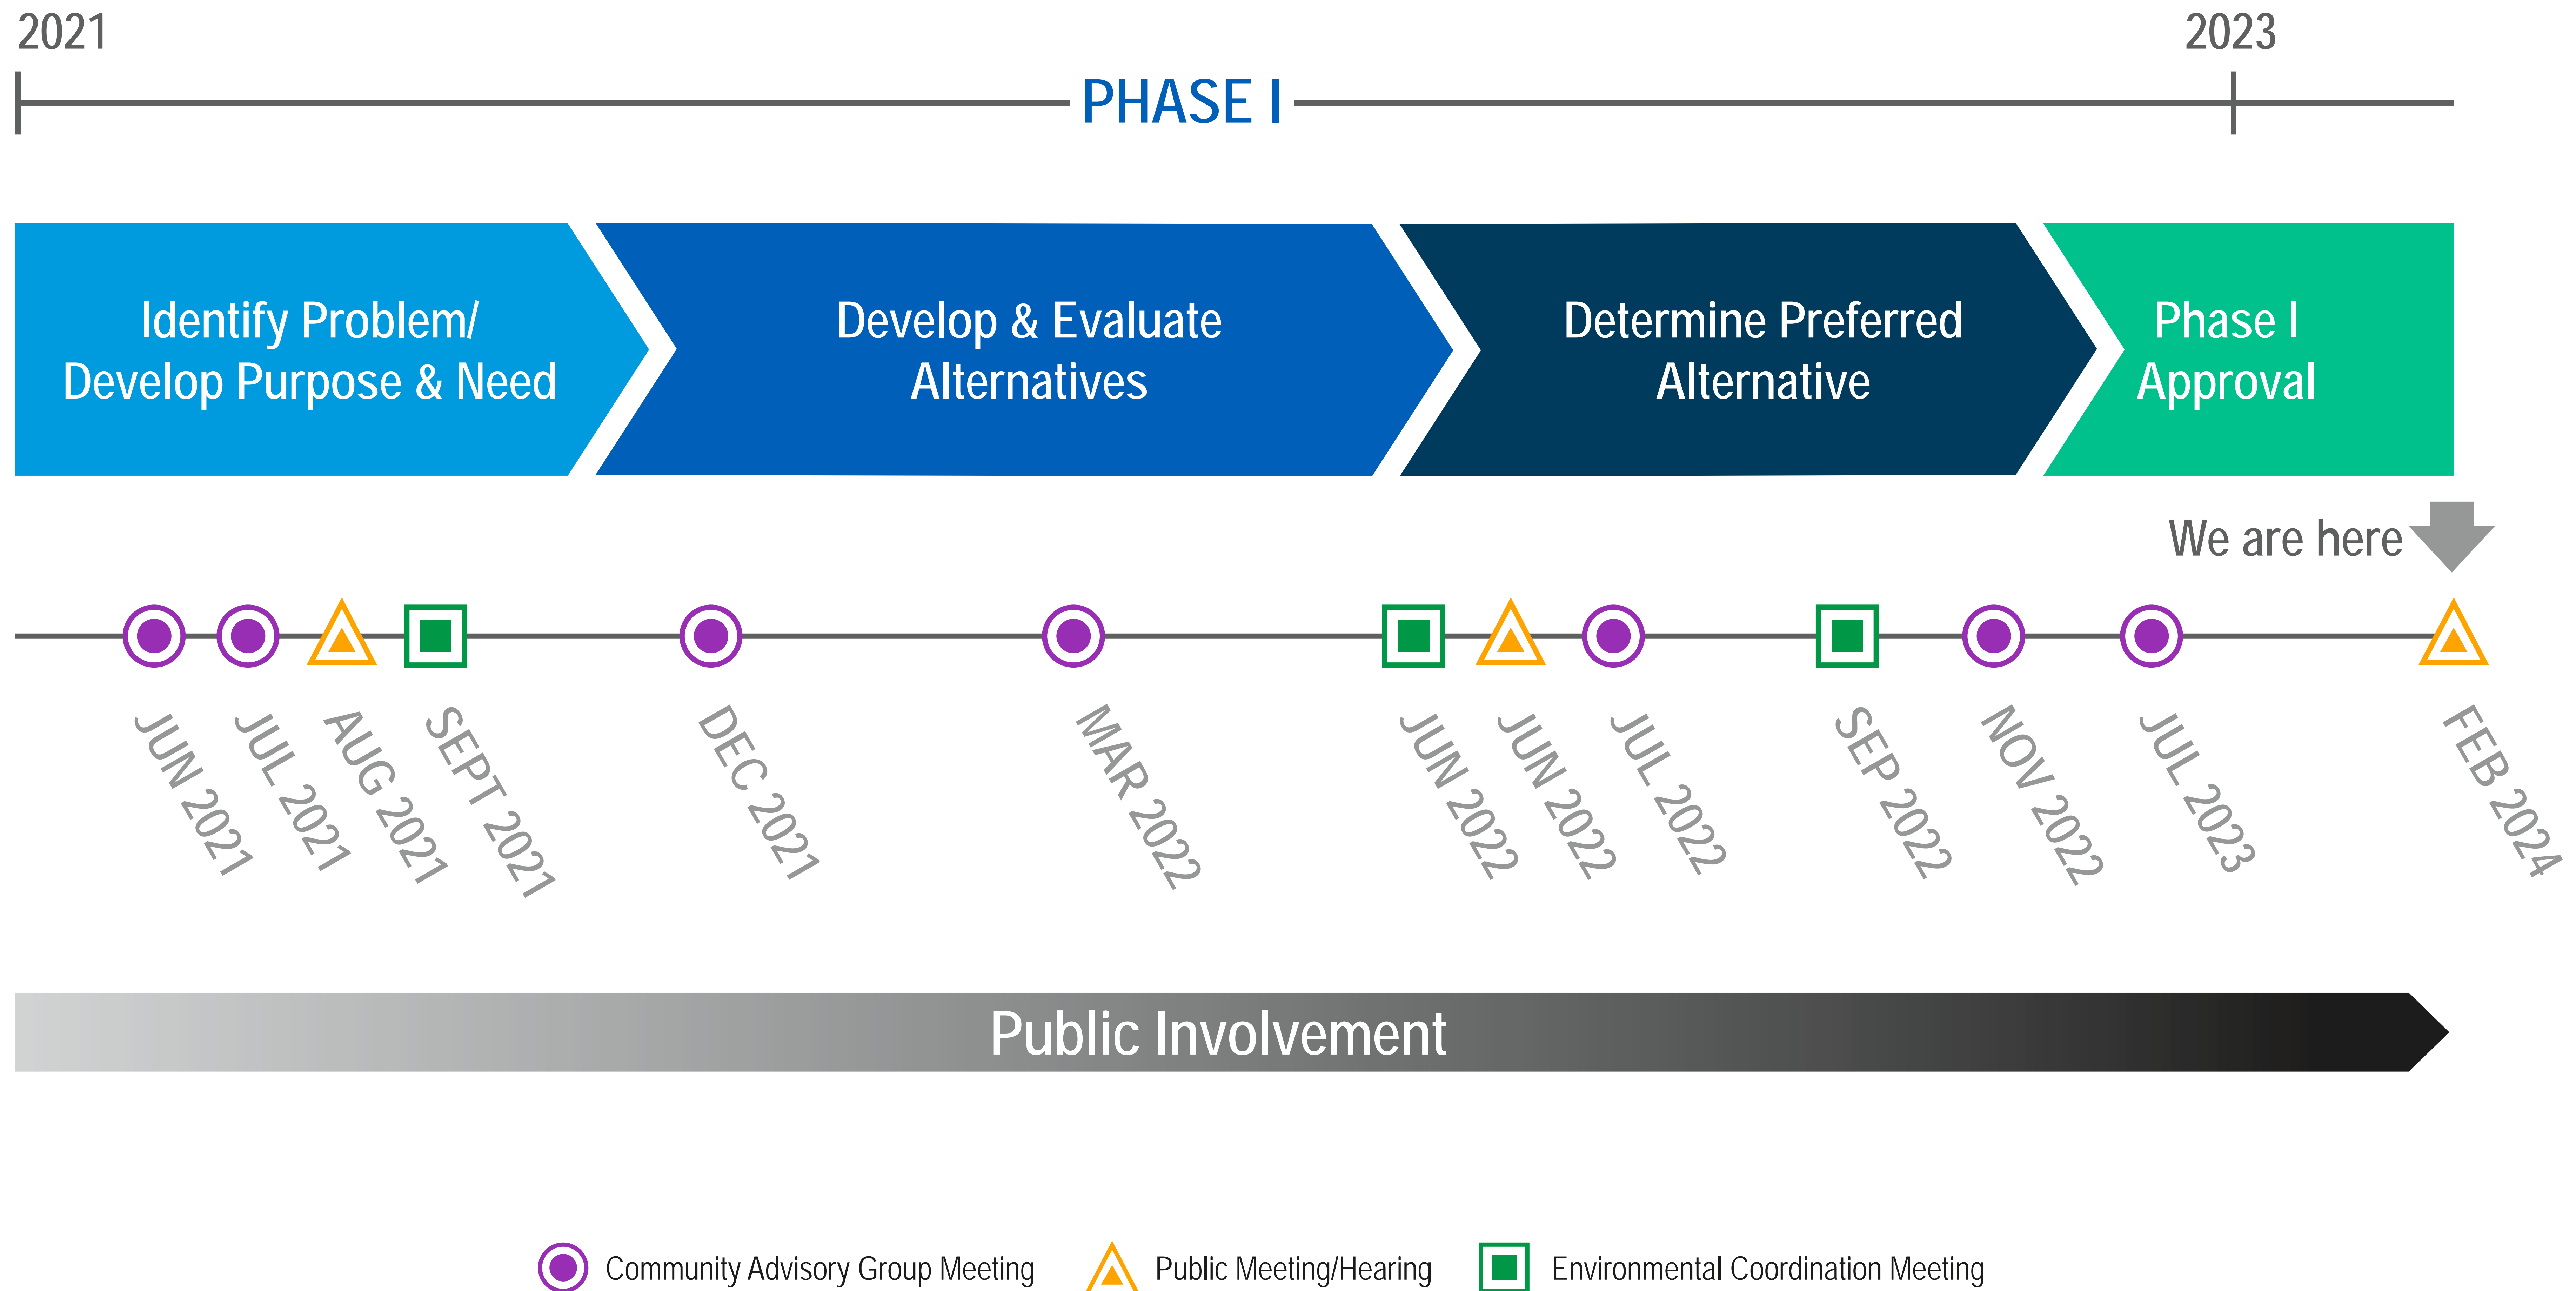 2021
2023
PHASE I
Identify Problem/
Develop Purpose & Need
Develop & Evaluate
Alternatives
Determine Preferred
Alternative
Phase I
Approval
We are here
JUN 2021
JUL 2021
AUG 2021
SEPT 2021
DEC 2021
MAR 2022
JUN 2022
JUN 2022
JUL 2022
SEP 2022
NOV 2022
JUL 2023
FEB 2024
Public Involvement
Community Advisory Group Meeting
Public Meeting/Hearing
Environmental Coordination Meeting